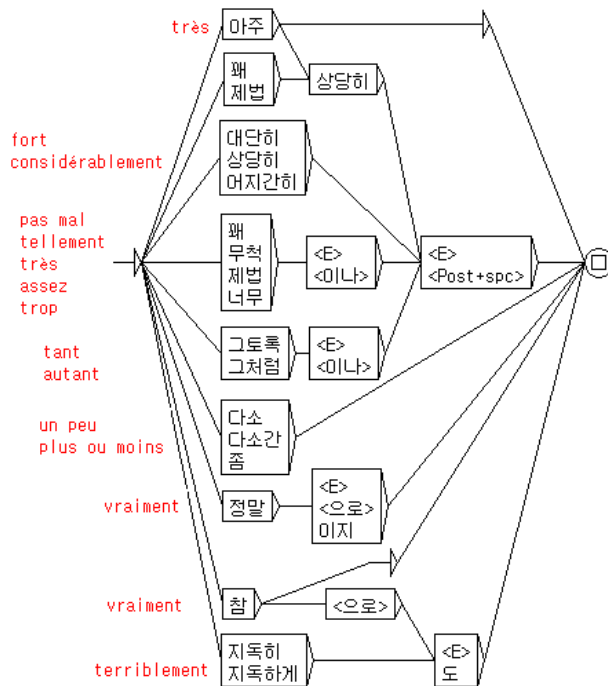 très
아주
꽤
제법
상당히
fort
considérablement
대단히
상당히
어지간히
pas mal
tellement
très
assez
trop
꽤
무척
제법
너무
<E>
<이나>
<E>
<Post+spc>
tant
autant
그토록
그처럼
<E>
<이나>
un peu
plus ou moins
다소
다소간
좀
vraiment
정말
<E>
<으로>
이지
vraiment
참
<으로>
terriblement
지독히
지독하게
<E>
도